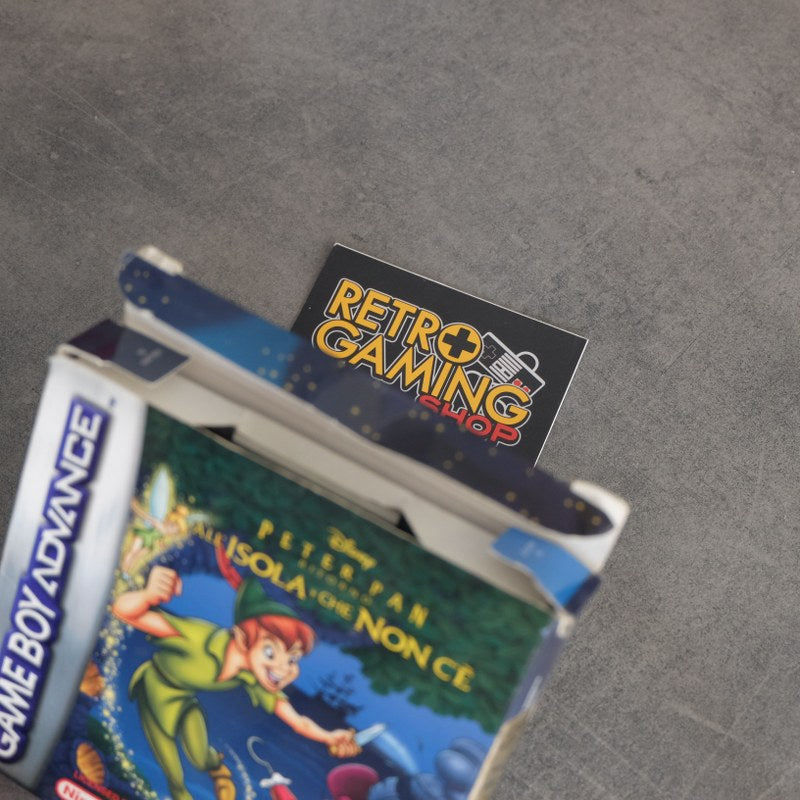 RETRO
GAMING
SHOP
GAME BOY ADVANCE
Disney
PETER PAN
RITORNO
ALL'ISOLA CHE NON C'È